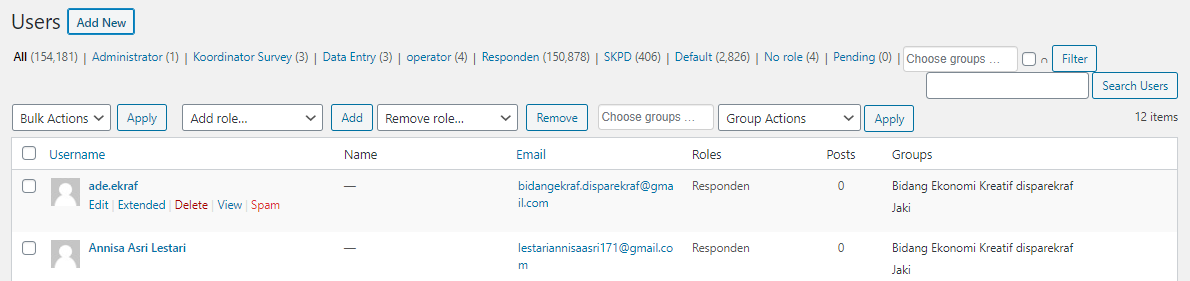 Users Add New
All (154,181) | Administrator (1) | Koordinator Survey (3) | Data Entry (3) | operator (4) | Responden (150,878) | SKPD (406) | Default (2,826) | No role (4) | Pending (0) | Choose groups ... ∩ Filter
Search Users
Bulk Actions Apply Add role... Add Remove role... Remove Choose groups ... Group Actions Apply 12 items
Username Name Email Roles Posts Groups
ade.ekraf — bidangekraf.disparekraf@gma Responden 0 Bidang Ekonomi Kreatif disparekraf
Edit | Extended | Delete | View | Spam il.com Jaki
Annisa Asri Lestari — lestariannisaasri171@gmail.co Responden 0 Bidang Ekonomi Kreatif disparekraf
m Jaki